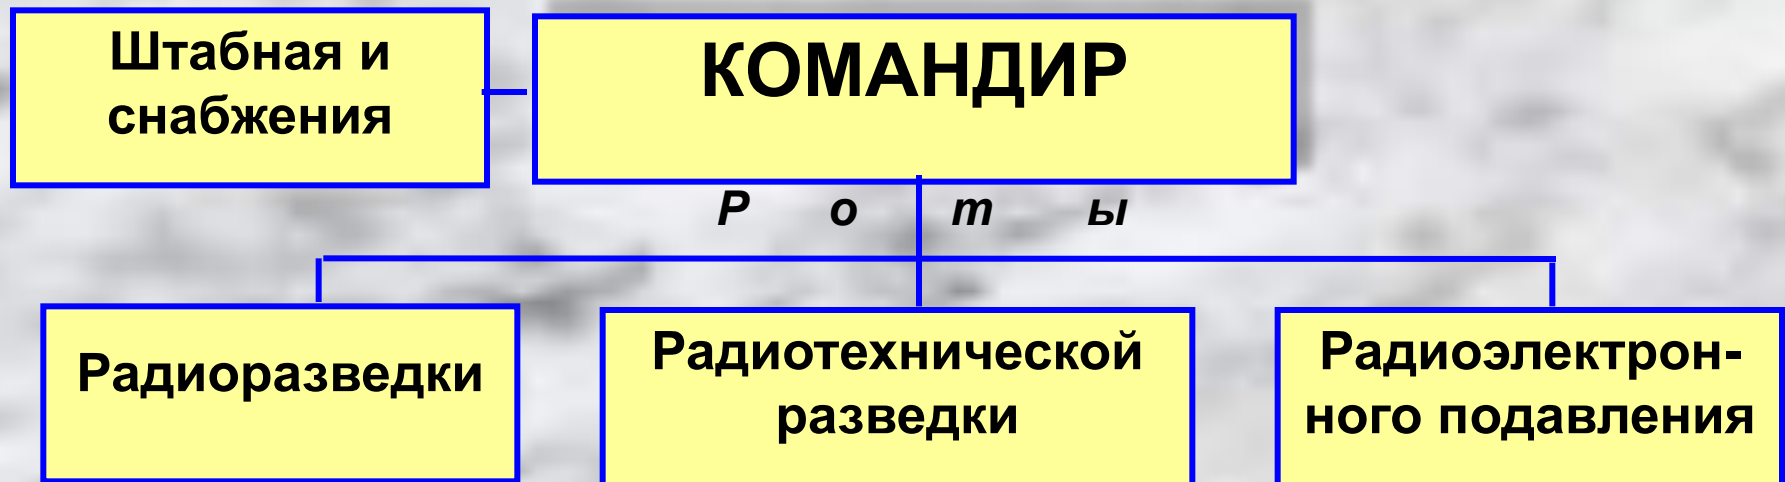 Штабная и
снабжения
КОМАНДИР
Р о т ы
Радиоразведки
Радиотехнической
разведки
Радиоэлектрон-
ного подавления